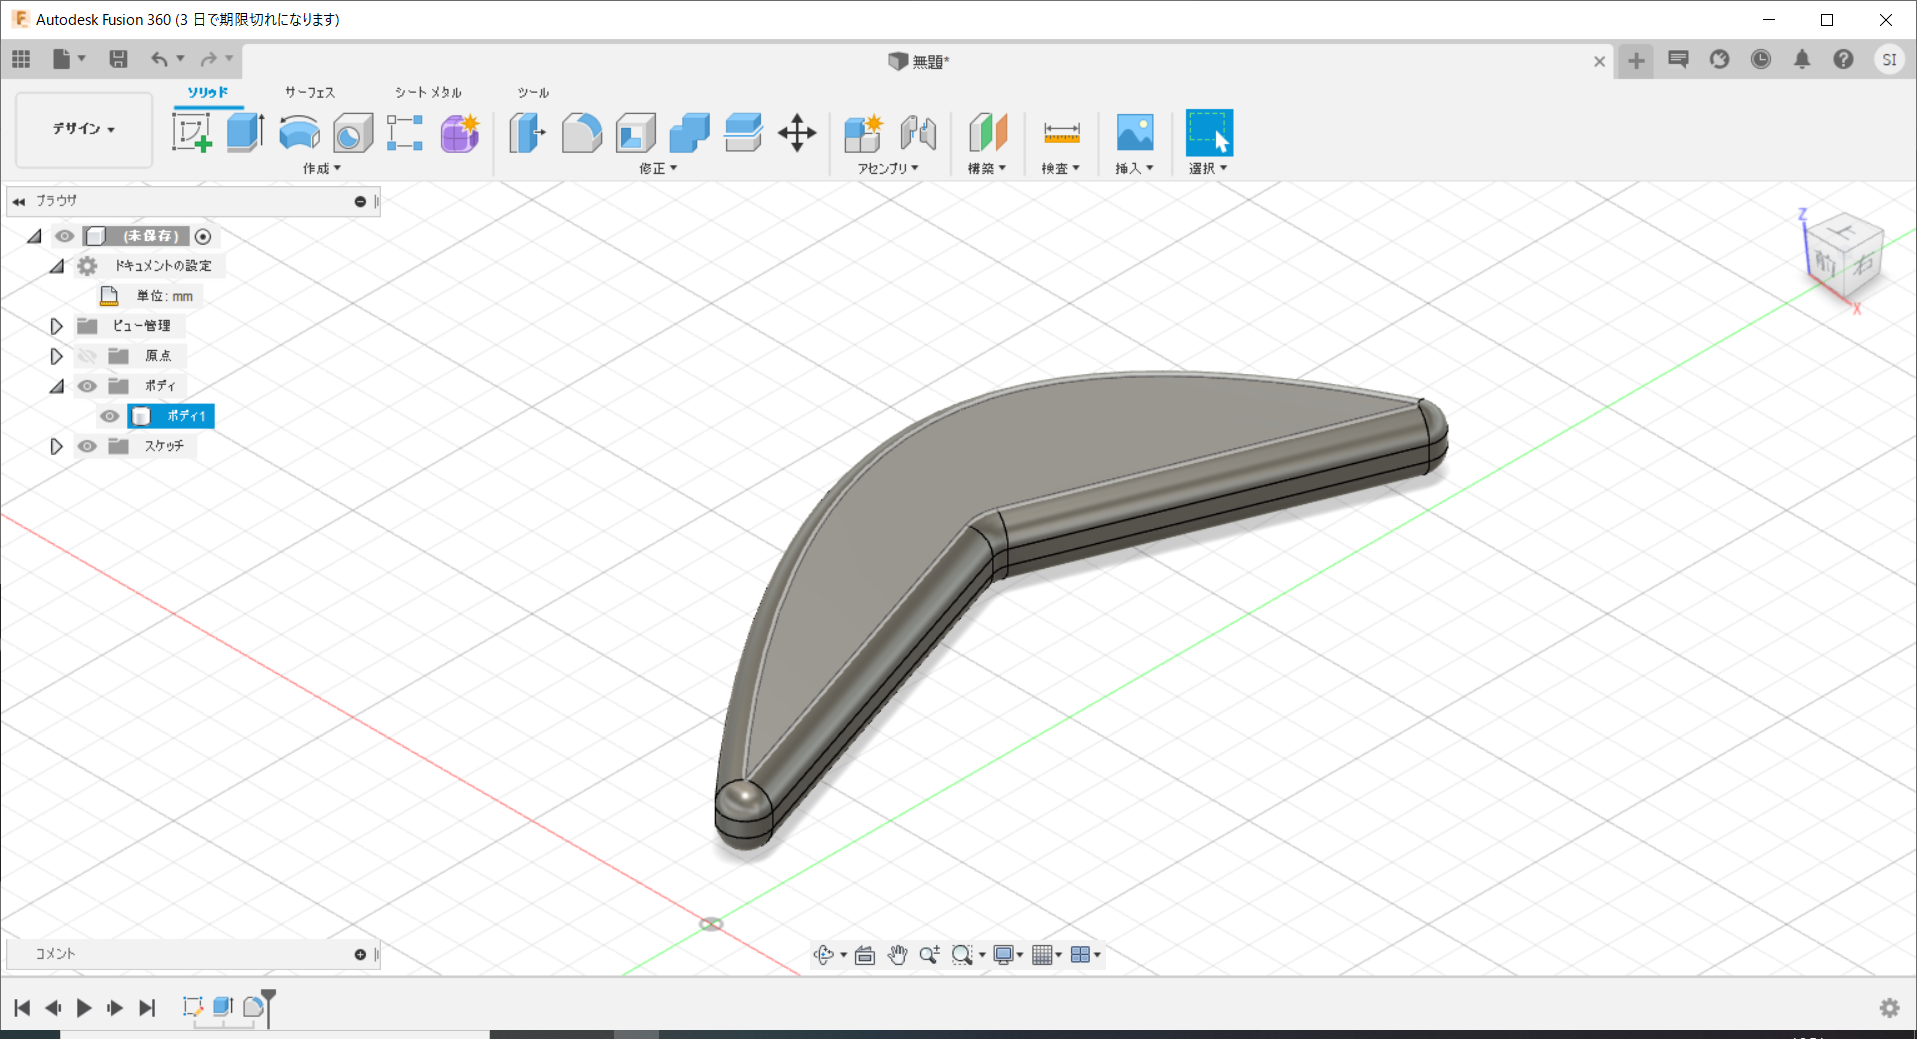 Autodesk Fusion 360 (3 日で期限切れになります)
無題*
SI
デザイン
ソリッド サーフェス シート メタル ツール
作成 修正 アセンブリ 構築 検査 挿入 選択
ブラウザ
(未保存)
ドキュメントの設定
単位: mm
ビュー管理
原点
ボディ
ボディ1
スケッチ
Z
上
前 右
X
コメント